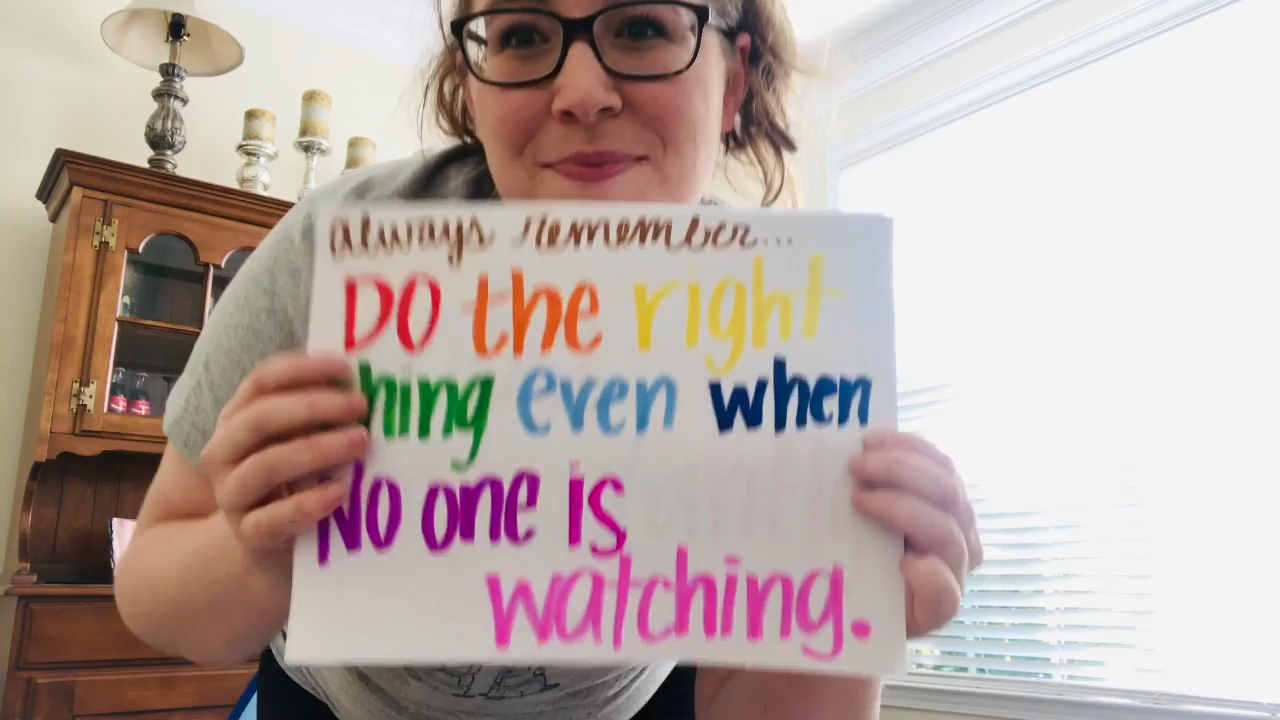 always remember...
DO the right
thing even when
No one is
watching.